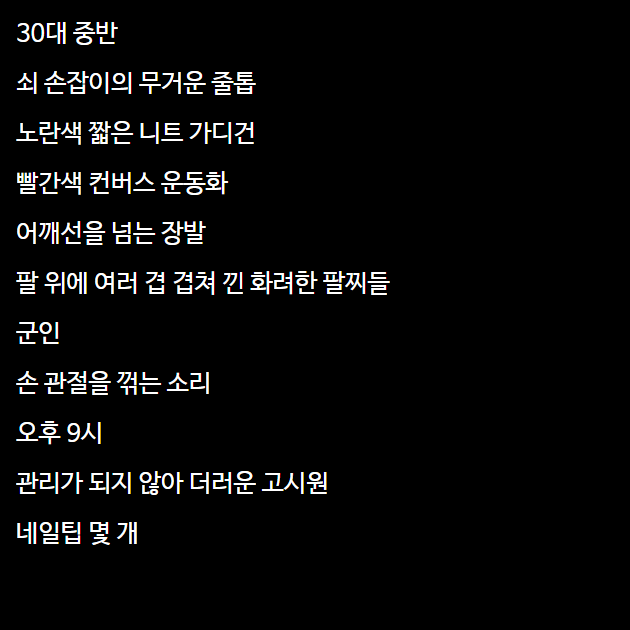 30대 중반
쇠 손잡이의 무거운 줄톱
노란색 짧은 니트 가디건
빨간색 컨버스 운동화
어깨선을 넘는 장발
팔 위에 여러 겹 겹쳐 낀 화려한 팔찌들
군인
손 관절을 꺾는 소리
오후 9시
관리가 되지 않아 더러운 고시원
네일팁 몇 개